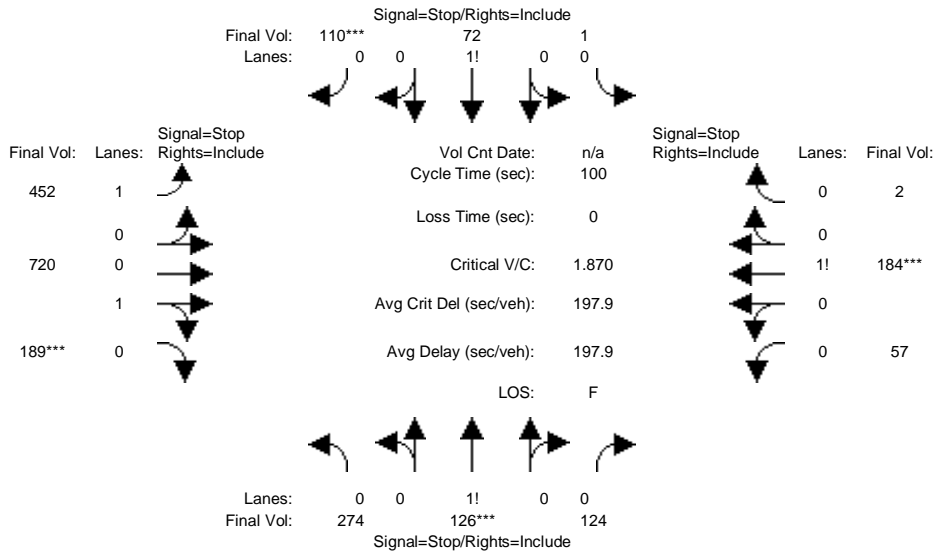 Signal=Stop/Rights=Include
Final Vol: 110*** 72 1
Lanes: 0 0 1! 0 0
Signal=Stop Signal=Stop
Final Vol: Lanes: Rights=Include Vol Cnt Date: n/a Rights=Include Lanes: Final Vol:
Cycle Time (sec): 100
452 1 0 2
Loss Time (sec): 0
0 0
720 0 Critical V/C: 1.870 1! 184***
1 Avg Crit Del (sec/veh): 197.9 0
189*** 0 Avg Delay (sec/veh): 197.9 0 57
LOS: F
Lanes: 0 0 1! 0 0
Final Vol: 274 126*** 124
Signal=Stop/Rights=Include